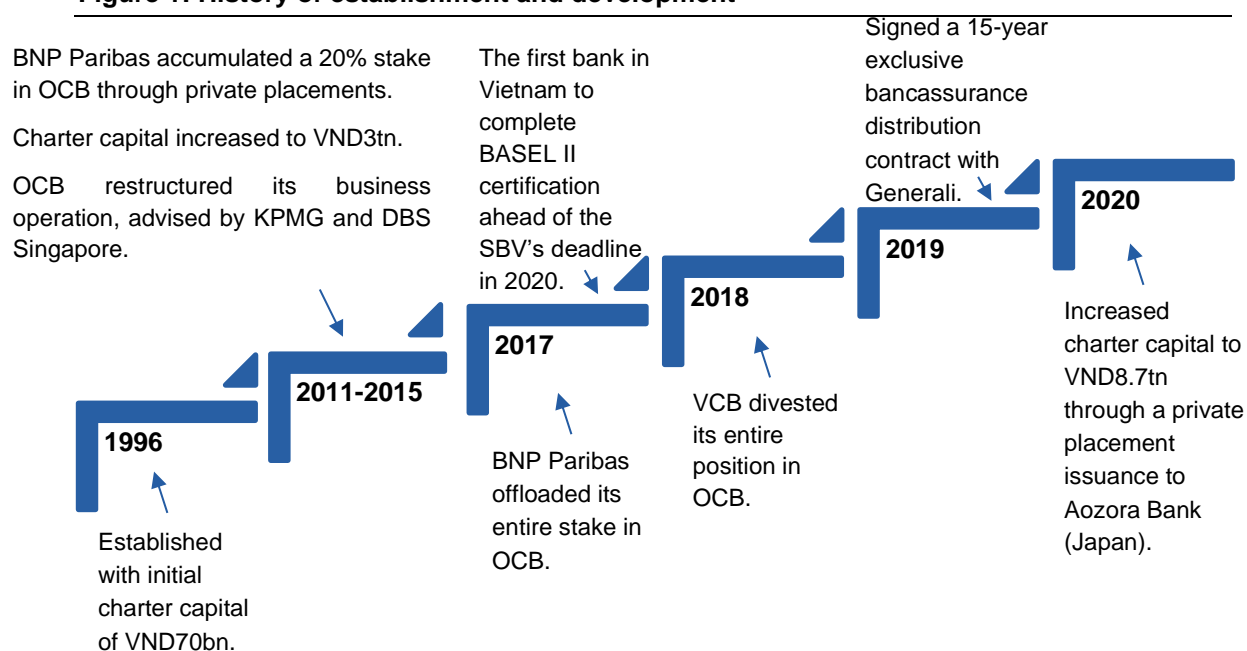 Figure 1: History of establishment and development
BNP Paribas accumulated a 20% stake
in OCB through private placements.
Charter capital increased to VND3tn.
OCB restructured its business
operation, advised by KPMG and DBS
Singapore.
The first bank in
Vietnam to
complete
BASEL II
certification
ahead of the
SBV's deadline
in 2020.
Signed a 15-year
exclusive
bancassurance
distribution
contract with
Generali.
1996
2011-2015
2017
2018
2019
2020
Established
with initial
charter capital
of VND70bn.
BNP Paribas
offloaded its
entire stake in
OCB.
VCB divested
its entire
position in
OCB.
Increased
charter capital to
VND8.7tn
through a private
placement
issuance to
Aozora Bank
(Japan).